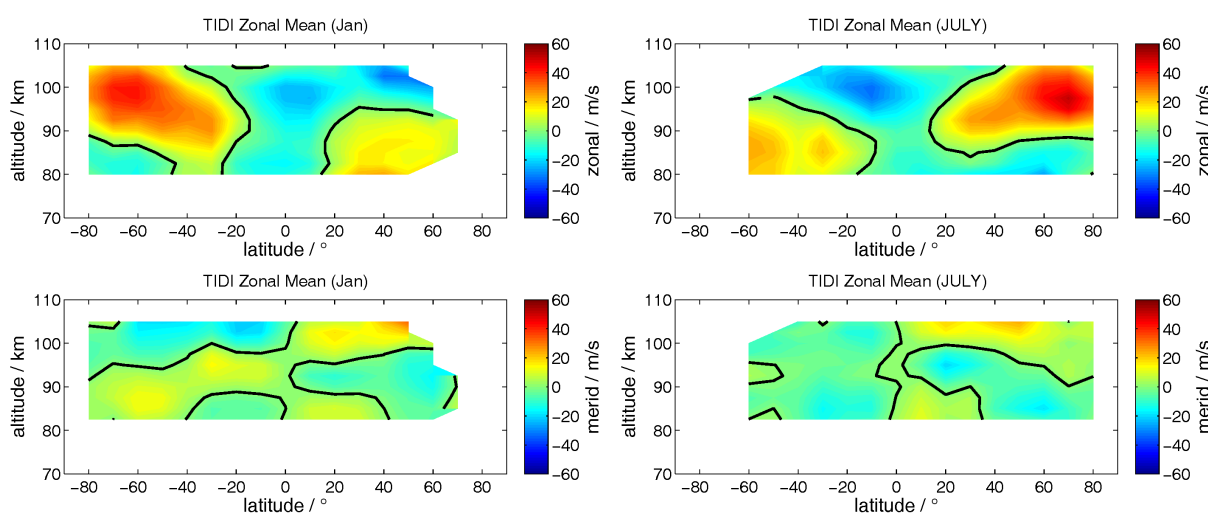 TIDI Zonal Mean (Jan)
110
100
90
80
70
altitude / km
−80 −60 −40 −20 0 20 40 60 80
latitude / °
60
40
20
0
−20
−40
−60
zonal / m/s
TIDI Zonal Mean (JULY)
110
100
90
80
70
altitude / km
−80 −60 −40 −20 0 20 40 60 80
latitude / °
60
40
20
0
−20
−40
−60
zonal / m/s
TIDI Zonal Mean (Jan)
110
100
90
80
70
altitude / km
−80 −60 −40 −20 0 20 40 60 80
latitude / °
60
40
20
0
−20
−40
−60
merid / m/s
TIDI Zonal Mean (JULY)
110
100
90
80
70
altitude / km
−80 −60 −40 −20 0 20 40 60 80
latitude / °
60
40
20
0
−20
−40
−60
merid / m/s